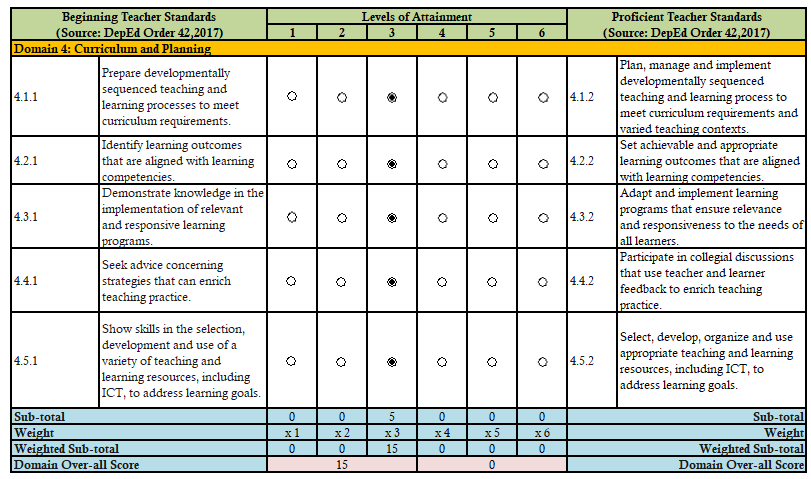 Beginning Teacher Standards
(Source: DepEd Order 42,2017)
Levels of Attainment
1 2 3 4 5 6
Proficient Teacher Standards
(Source: DepEd Order 42,2017)
Domain 4: Curriculum and Planning
4.1.1
Prepare developmentally
sequenced teaching and
learning processes to meet
curriculum requirements.
4.1.2
Plan, manage and implement
developmentally sequenced
teaching and learning process to
meet curriculum requirements and
varied teaching contexts.
4.2.1
Identify learning outcomes
that are aligned with learning
competencies.
4.2.2
Set achievable and appropriate
learning outcomes that are aligned
with learning competencies.
4.3.1
Demonstrate knowledge in the
implementation of relevant
and responsive learning
programs.
4.3.2
Adapt and implement learning
programs that ensure relevance
and responsiveness to the needs of
all learners.
4.4.1
Seek advice concerning
strategies that can enrich
teaching practice.
4.4.2
Participate in collegial discussions
that use teacher and learner
feedback to enrich teaching
practice.
4.5.1
Show skills in the selection,
development and use of a
variety of teaching and
learning resources, including
ICT, to address learning goals.
4.5.2
Select, develop, organize and use
appropriate teaching and learning
resources, including ICT, to
address learning goals.
Sub-total 0 0 5 0 0 0 Sub-total
Weight x 1 x 2 x 3 x 4 x 5 x 6 Weight
Weighted Sub-total 0 0 15 0 0 0 Weighted Sub-total
Domain Over-all Score 15 0 Domain Over-all Score